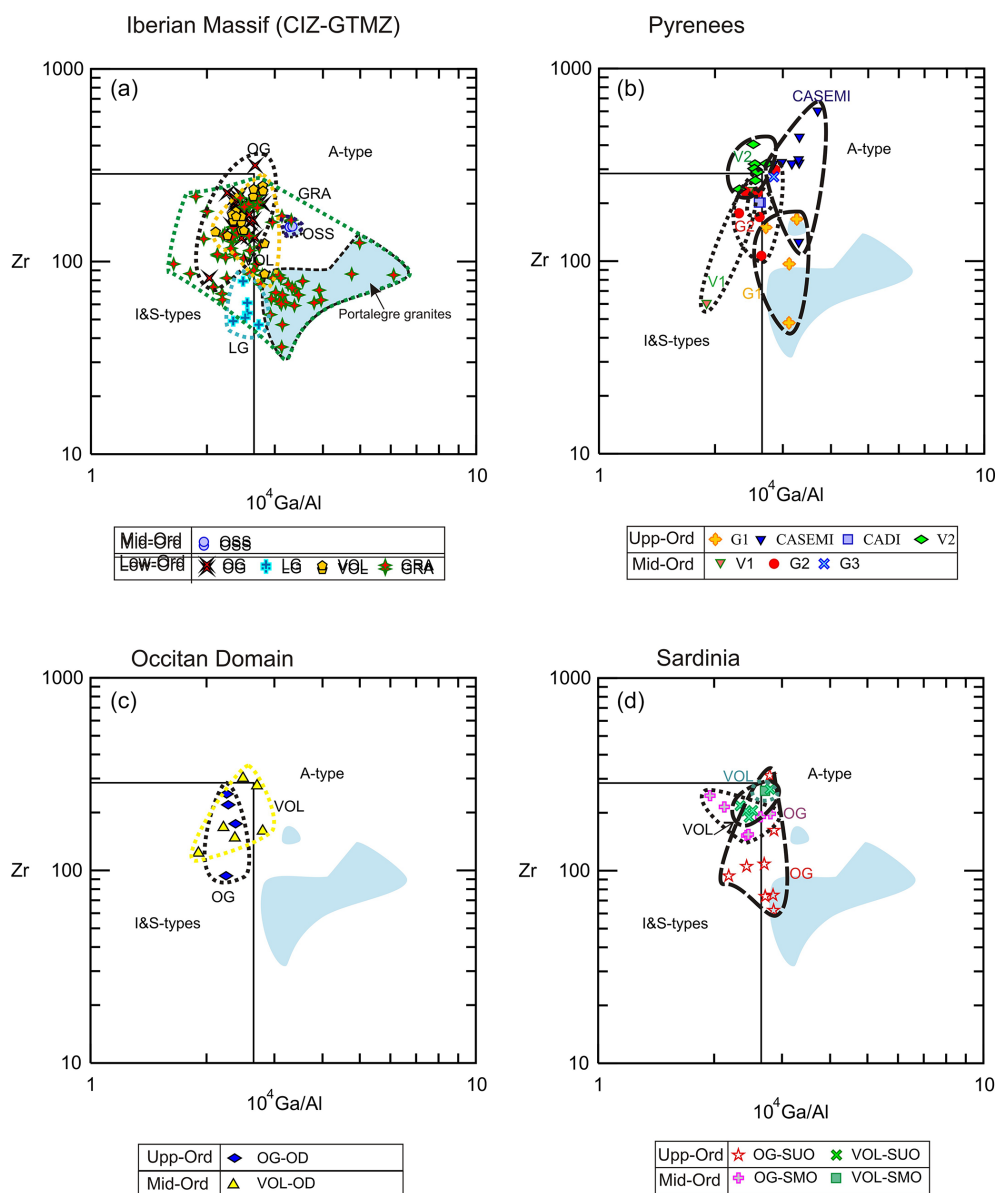 Iberian Massif (CIZ-GTMZ)
Pyrenees
1000
(a)
OG
A-type
GRA
OSS
Zr
100
VOL
I&S-types
Portalegre granites
LG
10
1
10
10⁴Ga/Al
Mid-Ord OSS
Low-Ord OG LG VOL GRA
1000
(b)
CASEMI
V2
A-type
G2
Zr
100
V1
G1
I&S-types
10
1
10
10⁴Ga/Al
Upp-Ord G1 CASEMI CADI V2
Mid-Ord V1 G2 G3
Occitan Domain
Sardinia
1000
(c)
A-type
VOL
Zr
100
OG
I&S-types
10
1
10
10⁴Ga/Al
Upp-Ord OG-OD
Mid-Ord VOL-OD
1000
(d)
VOL
A-type
OG
VOL
Zr
100
OG
I&S-types
10
1
10
10⁴Ga/Al
Upp-Ord OG-SUO VOL-SUO
Mid-Ord OG-SMO VOL-SMO